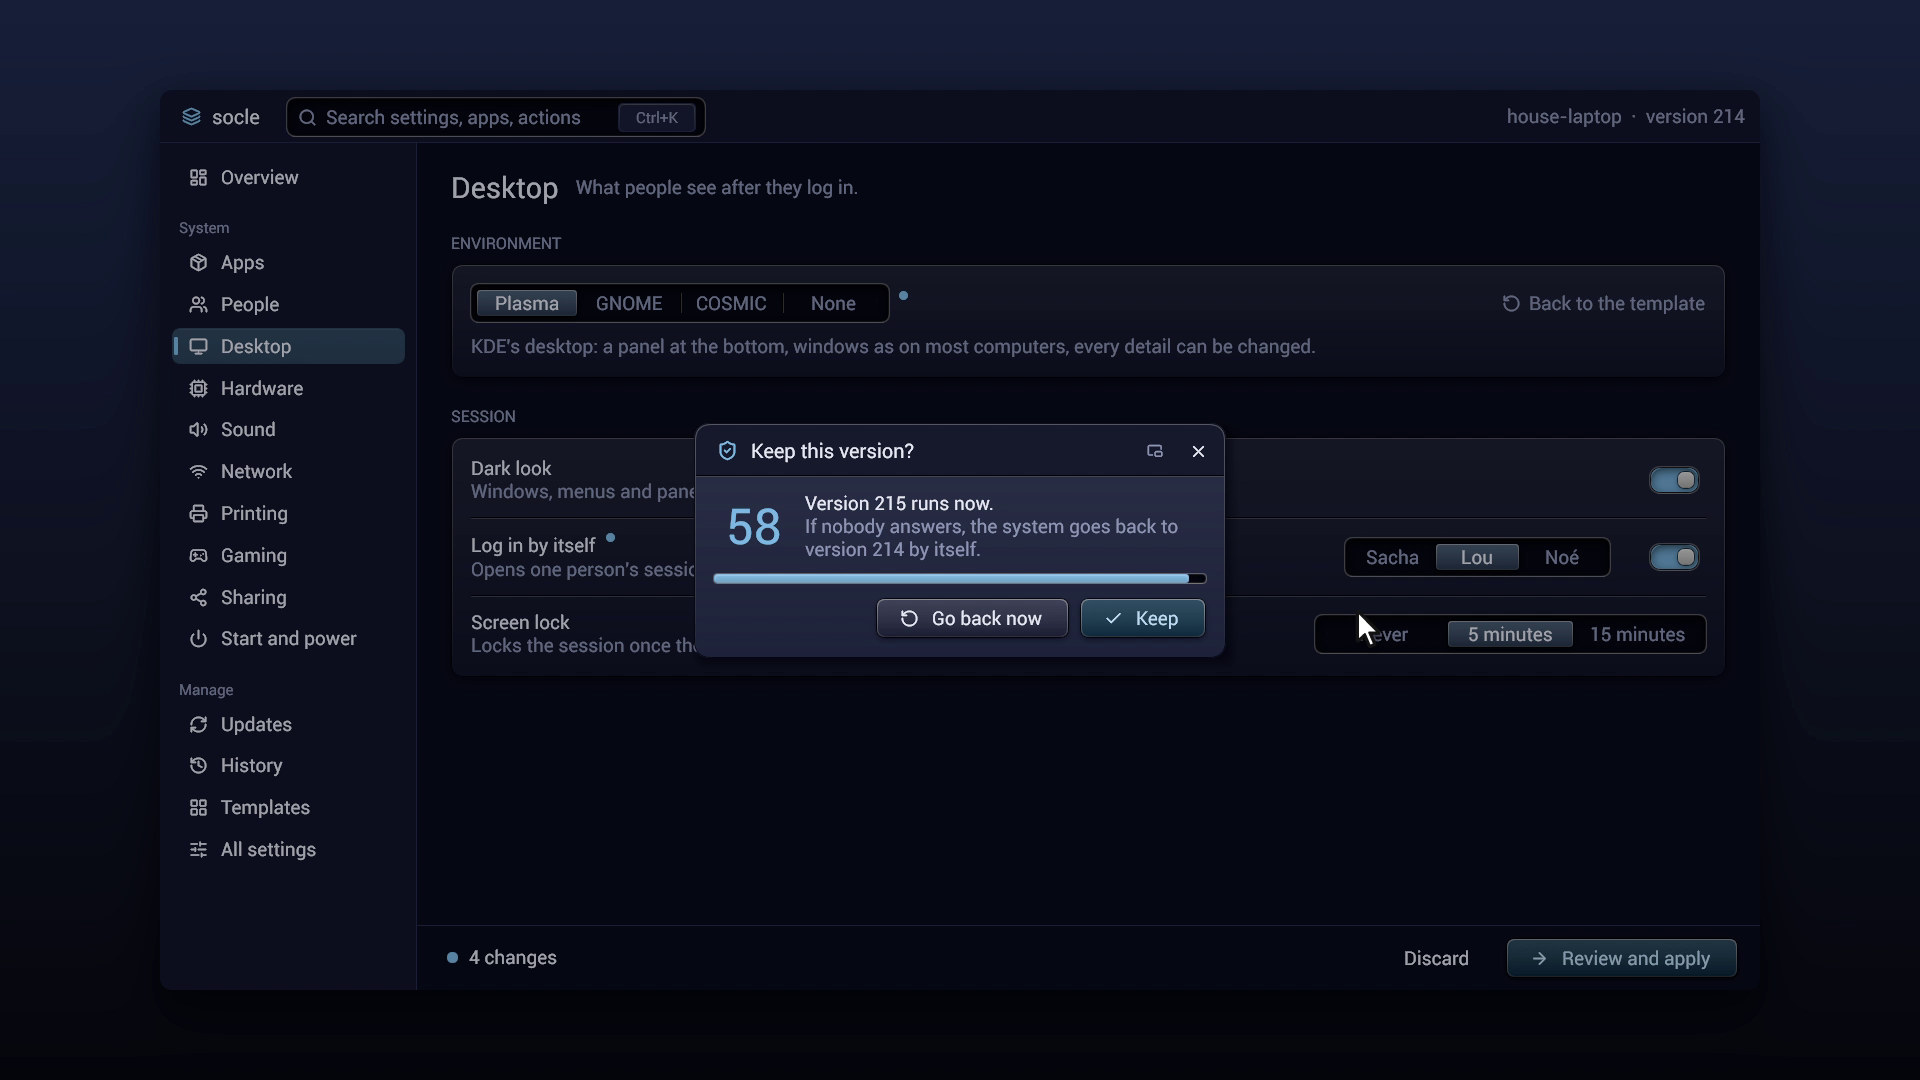 socle
Search settings, apps, actions
Ctrl+K
house-laptop · version 214
Overview
System
Apps
People
Desktop
Hardware
Sound
Network
Printing
Gaming
Sharing
Start and power
Manage
Updates
History
Templates
All settings
Desktop
What people see after they log in.
ENVIRONMENT
Plasma
GNOME
COSMIC
None
Back to the template
KDE's desktop: a panel at the bottom, windows as on most computers, every detail can be changed.
SESSION
Dark look
Windows, menus and
Log in by itself
Opens one person's
Sacha
Lou
Noé
Screen lock
Locks the session once
5 minutes
15 minutes
Keep this version?
58
Version 215 runs now.
If nobody answers, the system goes back to
version 214 by itself.
Go back now
Keep
4 changes
Discard
Review and apply